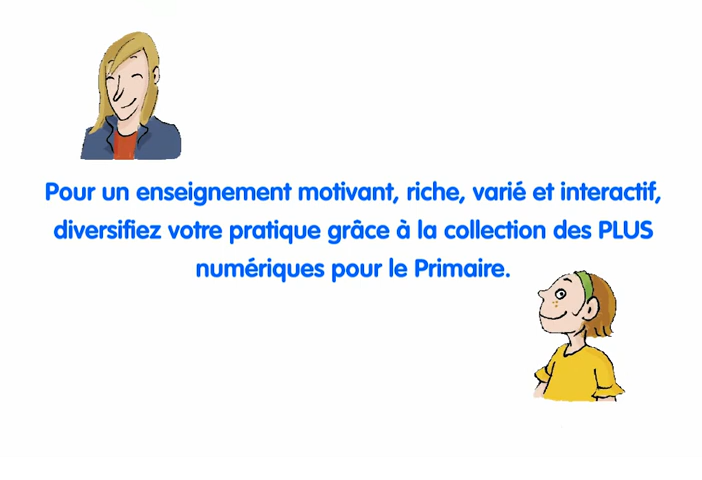 Pour un enseignement motivant, riche, varié et interactif,
diversifiez votre pratique grâce à la collection des PLUS
numériques pour le Primaire.